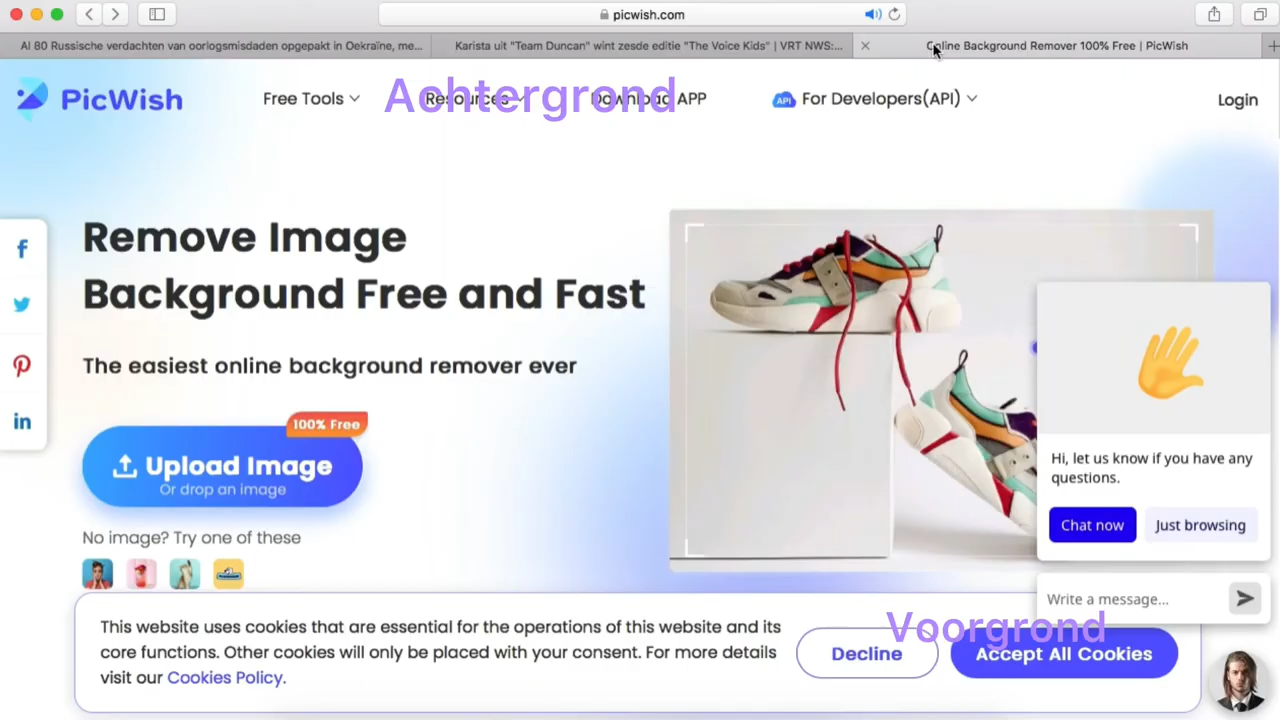 picwish.com
Al 80 Russische verdachten van oorlogsmisdaden opgepakt in Oekraïne, me...
Karista uit "Team Duncan" wint zesde editie "The Voice Kids" | VRT NWS:...
Online Background Remover 100% Free | PicWish
PicWish
Free Tools
Resources
Download APP
API
For Developers(API)
Login
Achtergrond
Remove Image
Background Free and Fast
The easiest online background remover ever
100% Free
Upload Image
Or drop an image
No image? Try one of these
Hi, let us know if you have any
questions.
Chat now
Just browsing
Write a message...
This website uses cookies that are essential for the operations of this website and its
core functions. Other cookies will only be placed with your consent. For more details
visit our Cookies Policy.
Voorgrond
Decline
Accept All Cookies